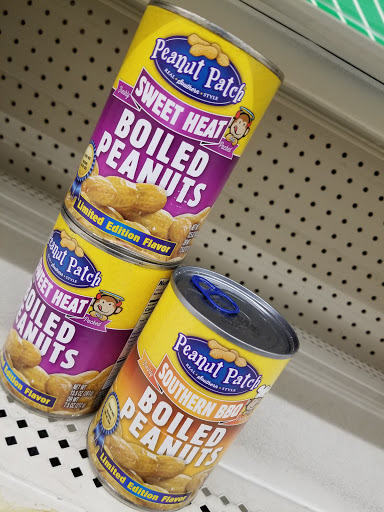 Peanut Patch
REAL • Southern • STYLE
SWEET HEAT
BOILED
PEANUTS
Limited Edition Flavor
Peanut Patch
SWEET HEAT
BOILED
PEANUTS
Edition Flavor
Peanut Patch
REAL • Southern • STYLE
SOUTHERN BBQ
BOILED
PEANUTS
Limited Edition Flavor